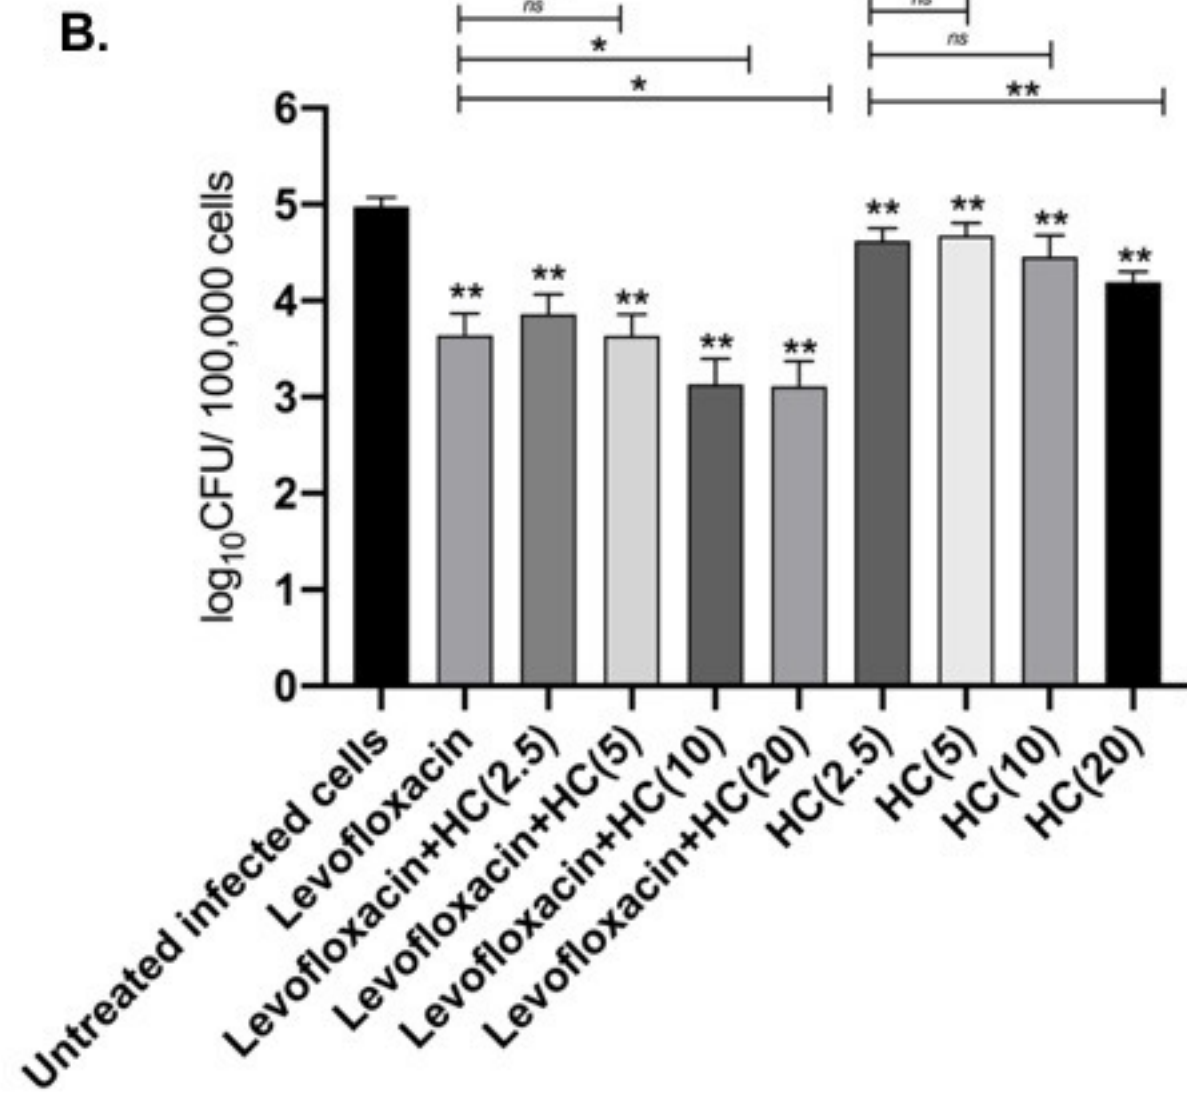 B.
ns
ns
*
ns
*
**
6
5
4
3
2
1
0
log10CFU/ 100,000 cells
**
**
**
**
**
**
**
**
**
Untreated infected cells
Levofloxacin
Levofloxacin+HC(2.5)
Levofloxacin+HC(5)
Levofloxacin+HC(10)
Levofloxacin+HC(20)
HC(2.5)
HC(5)
HC(10)
HC(20)